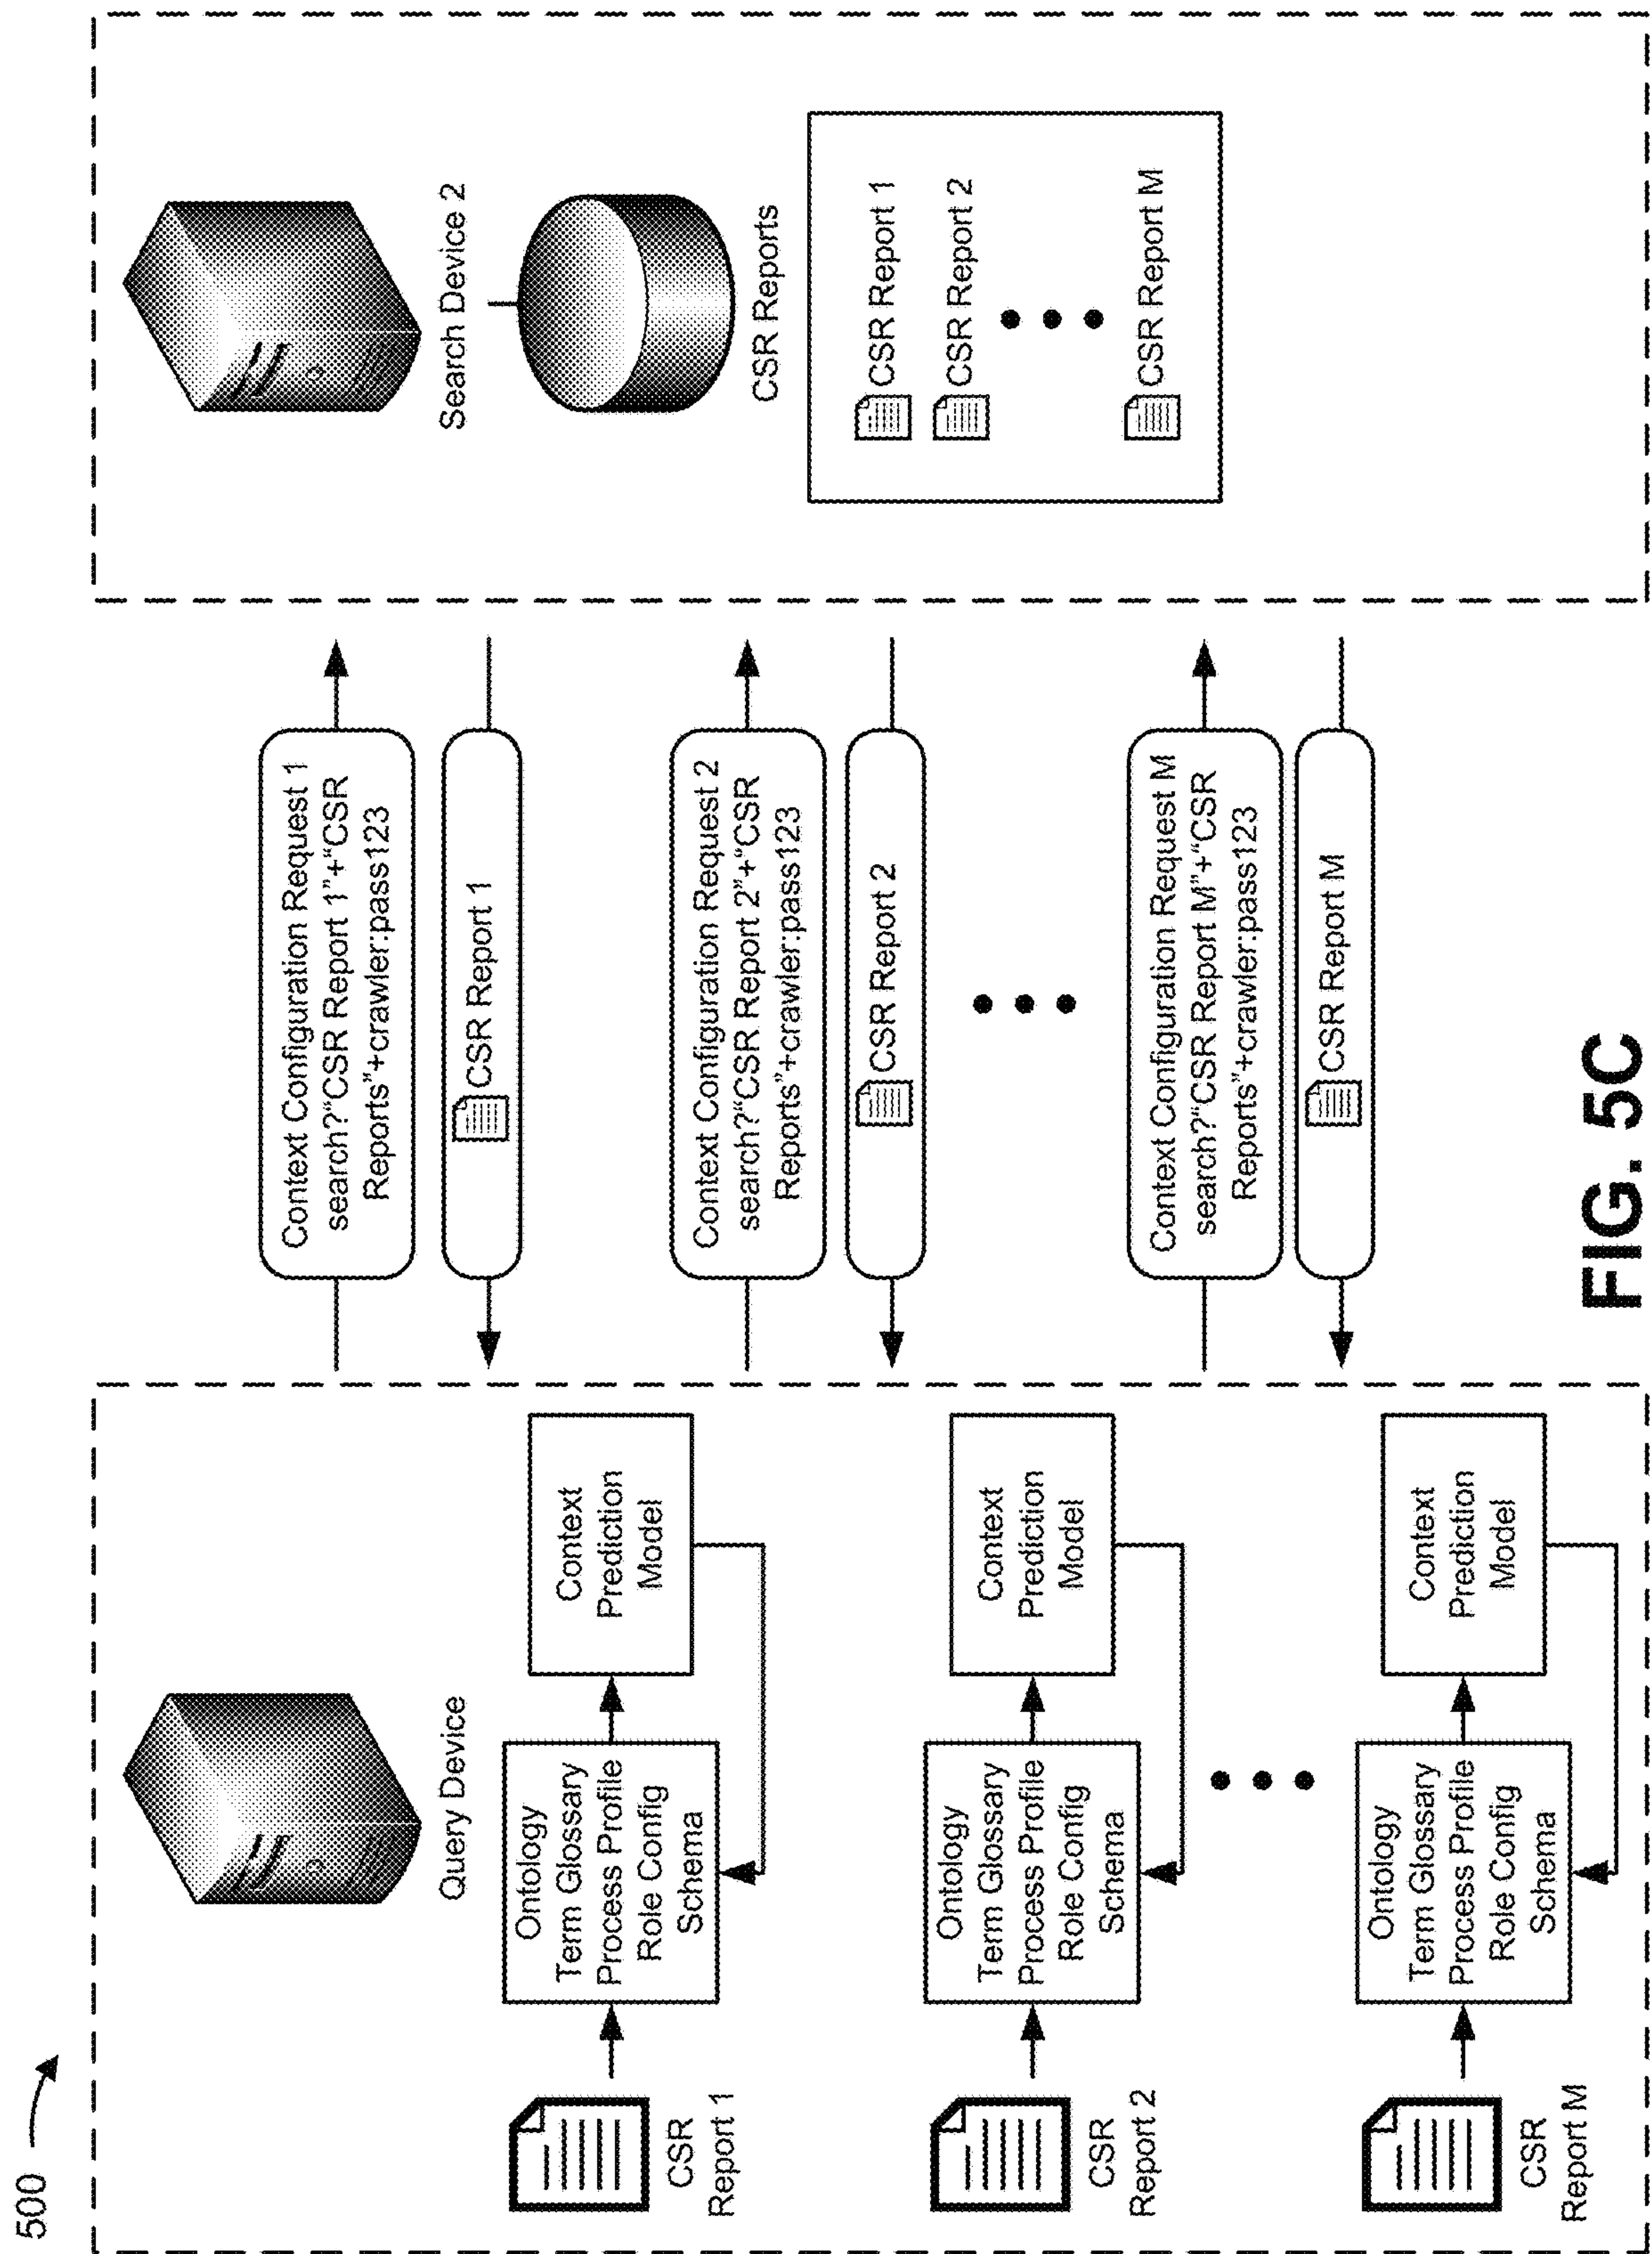 500
Query Device
CSR
Report 1
Ontology
Term Glossary
Process Profile
Role Config
Schema
Context
Prediction
Model
CSR
Report 2
Ontology
Term Glossary
Process Profile
Role Config
Schema
Context
Prediction
Model
CSR
Report M
Ontology
Term Glossary
Process Profile
Role Config
Schema
Context
Prediction
Model
Context Configuration Request 1
search?“CSR Report 1”+“CSR
Reports”+crawler:pass123
CSR Report 1
Context Configuration Request 2
search?“CSR Report 2”+“CSR
Reports”+crawler:pass123
CSR Report 2
Context Configuration Request M
search?“CSR Report M”+“CSR
Reports”+crawler:pass123
CSR Report M
Search Device 2
CSR Reports
CSR Report 1
CSR Report 2
CSR Report M
FIG. 5C